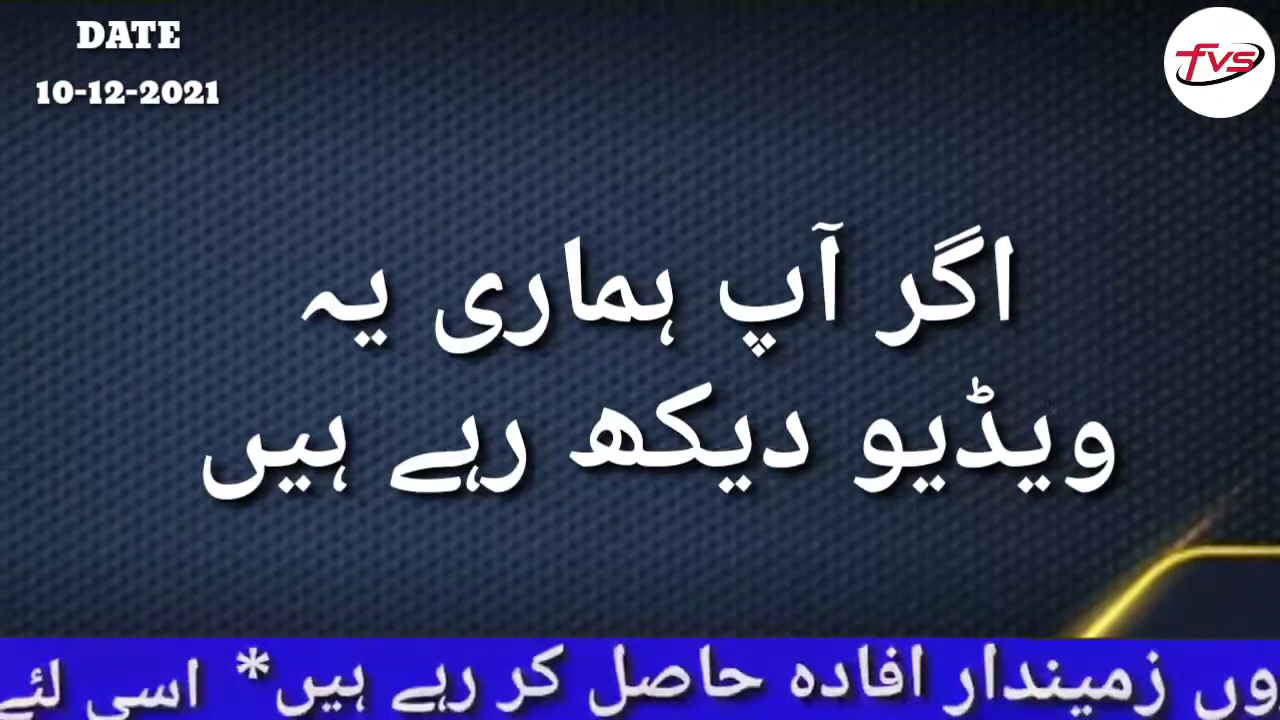 DATE
10-12-2021
fvs
اگر آپ ہماری یہ
ویڈیو دیکھ رہے ہیں
زمیندار افادہ حاصل کر رہے ہیں* اسی لئے